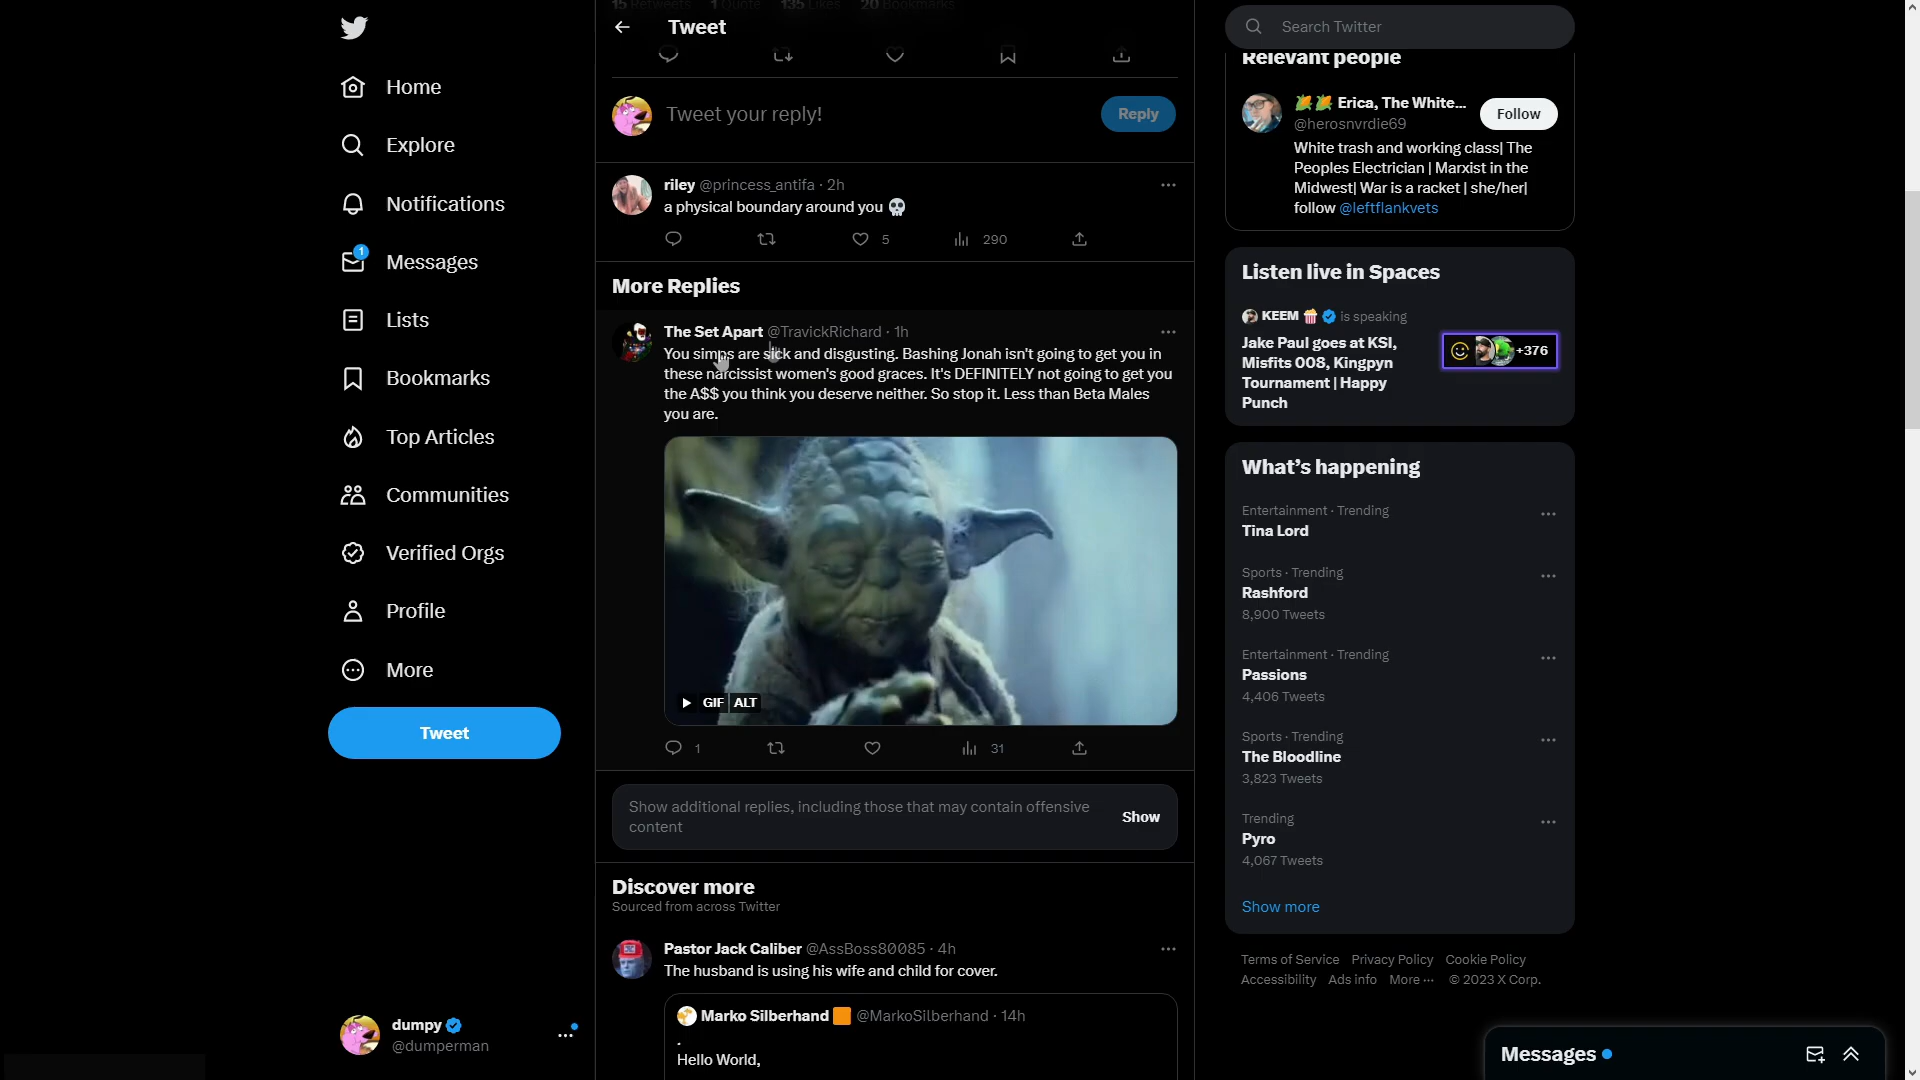 15 Retweets 1 Quote 135 Likes 20 Bookmarks
Tweet
Home
Explore
Notifications
1
Messages
Lists
Bookmarks
Top Articles
Communities
Verified Orgs
Profile
More
Tweet
dumpy
@dumperman
Tweet your reply!
Reply
riley @princess_antifa · 2h
a physical boundary around you 💀
5 290
More Replies
The Set Apart @TravickRichard · 1h
You simps are sick and disgusting. Bashing Jonah isn't going to get you in
these narcissist women's good graces. It's DEFINITELY not going to get you
the A$$ you think you deserve neither. So stop it. Less than Beta Males
you are.
GIF ALT
1 31
Show additional replies, including those that may contain offensive
content
Show
Discover more
Sourced from across Twitter
Pastor Jack Caliber @AssBoss80085 · 4h
The husband is using his wife and child for cover.
Marko Silberhand 🟧 @MarkoSilberhand · 14h
.
Hello World,
Search Twitter
Relevant people
🌽🌽 Erica, The White...
@herosnvrdie69
Follow
White trash and working class| The
Peoples Electrician | Marxist in the
Midwest| War is a racket | she/her|
follow @leftflankvets
Listen live in Spaces
KEEM 🍿 is speaking
Jake Paul goes at KSI,
Misfits 008, Kingpyn
Tournament | Happy
Punch
+376
What's happening
Entertainment · Trending
Tina Lord
Sports · Trending
Rashford
8,900 Tweets
Entertainment · Trending
Passions
4,406 Tweets
Sports · Trending
The Bloodline
3,823 Tweets
Trending
Pyro
4,067 Tweets
Show more
Terms of Service Privacy Policy Cookie Policy
Accessibility Ads info More ··· © 2023 X Corp.
Messages